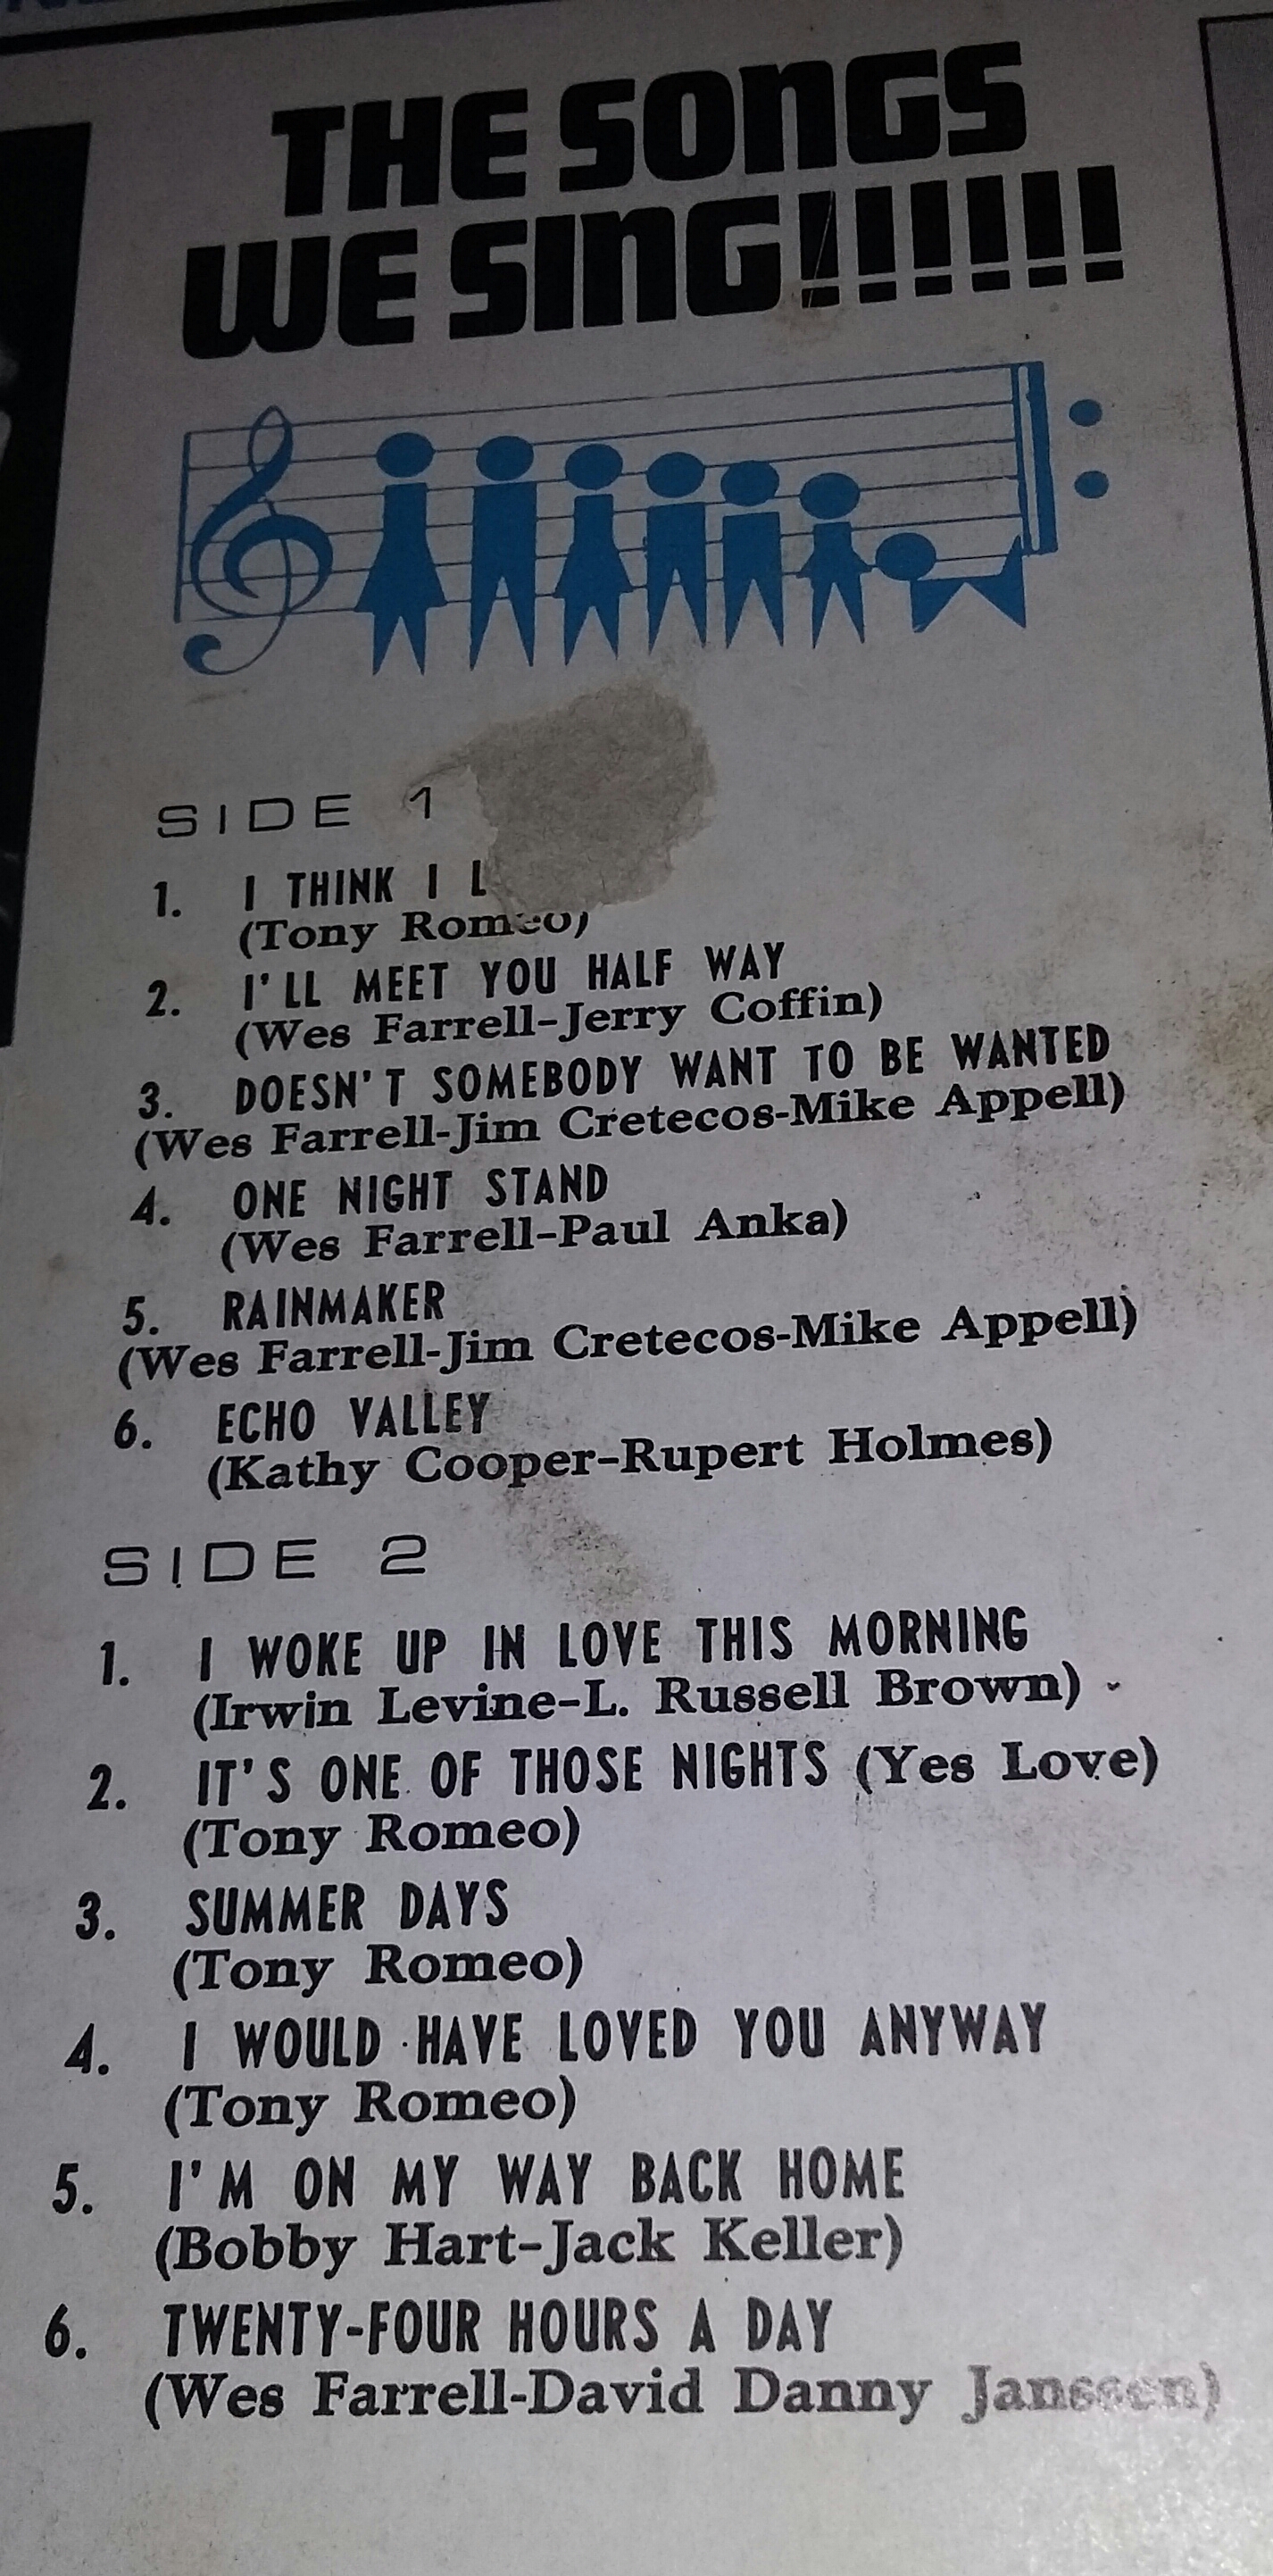 THE SONGS
WE SING!!!!!!
SIDE 1
1. I THINK I L
(Tony Romeo)
2. I'LL MEET YOU HALF WAY
(Wes Farrell-Jerry Coffin)
3. DOESN'T SOMEBODY WANT TO BE WANTED
(Wes Farrell-Jim Cretecos-Mike Appell)
4. ONE NIGHT STAND
(Wes Farrell-Paul Anka)
5. RAINMAKER
(Wes Farrell-Jim Cretecos-Mike Appell)
6. ECHO VALLEY
(Kathy Cooper-Rupert Holmes)
SIDE 2
1. I WOKE UP IN LOVE THIS MORNING
(Irwin Levine-L. Russell Brown)
2. IT'S ONE OF THOSE NIGHTS (Yes Love)
(Tony Romeo)
3. SUMMER DAYS
(Tony Romeo)
4. I WOULD HAVE LOVED YOU ANYWAY
(Tony Romeo)
5. I'M ON MY WAY BACK HOME
(Bobby Hart-Jack Keller)
6. TWENTY-FOUR HOURS A DAY
(Wes Farrell-David Danny Janssen)